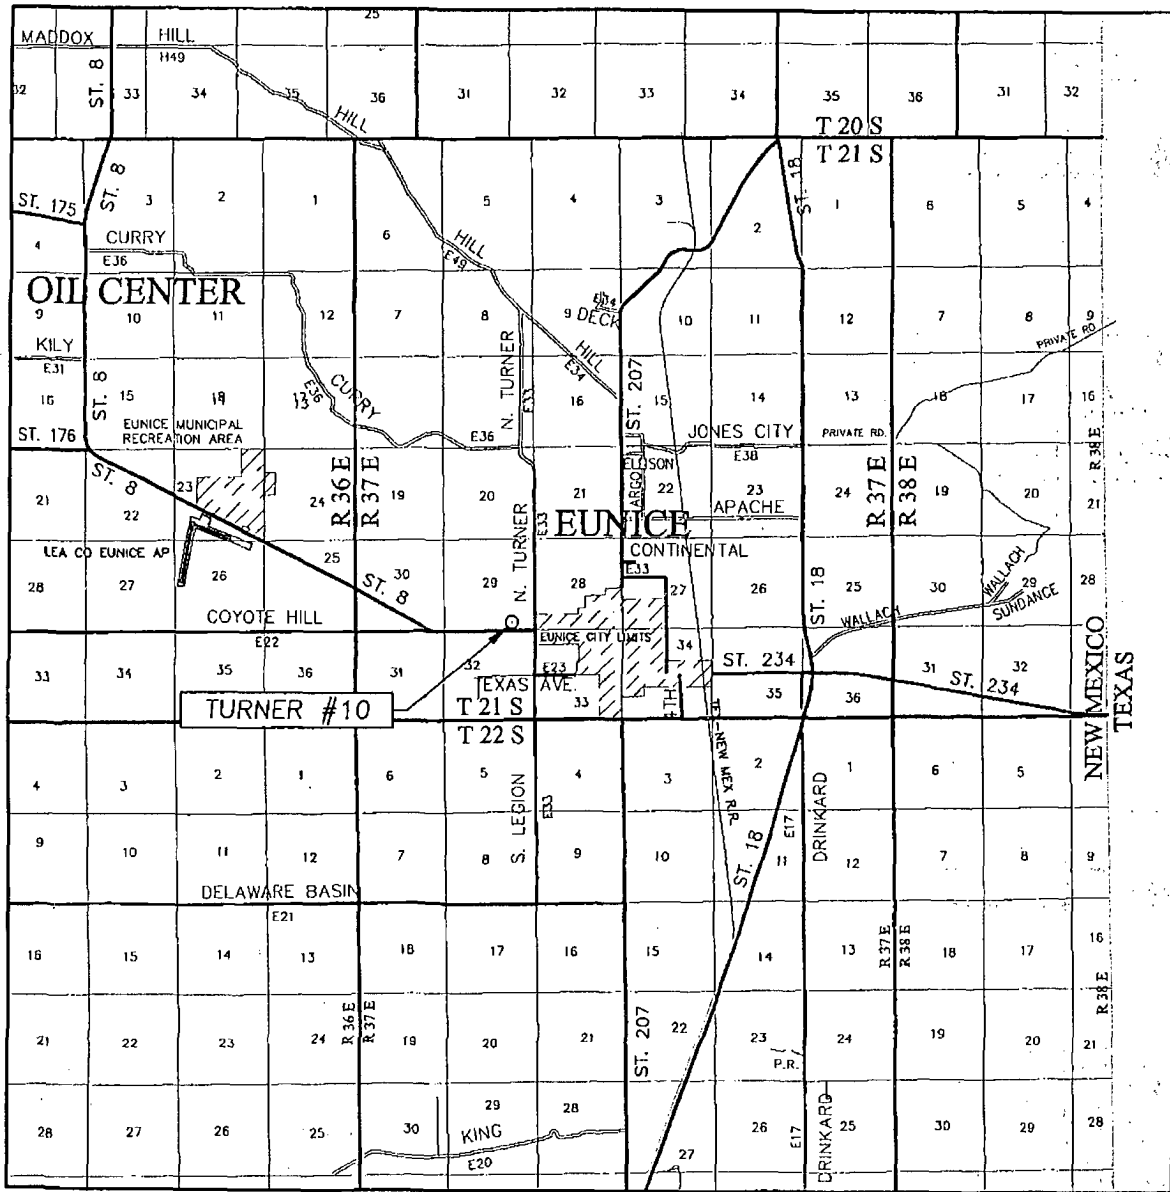 25
MADDOX HILL
H49
ST. 8
32 33 34 35 36 31 32 33 34 35 36 31 32
HILL
T 20 S
T 21 S
ST. 8
ST. 18
ST. 175
3 2 1 5 4 3 1 6 5 4
4 6 2
CURRY
E36
HILL
E49
OIL CENTER
E34
DECK
9 10 11 12 7 8 9 10 11 12 7 8 9
N. TURNER
PRIVATE RD.
KILY
E31
ST. 8
HILL
E34
E36
CURRY
E33
ST. 207
16 15 16 15 14 13 18 17 16
EUNICE MUNICIPAL
RECREATION AREA
ST. 176
E36
JONES CITY
E38
PRIVATE RD.
R 38 E
ELLISON
ARGO
ST. 8
R 36 E
R 37 E
R 37 E
R 38 E
21 22 23 24 19 20 21 22 23 24 19 20 21
N. TURNER
E33
APACHE
EUNICE
CONTINENTAL
E33
LEA CO EUNICE AP
28 27 26 25 30 29 28 27 26 25 30 29 28
ST. 8
ST. 18
WALLACH
WALLACH
SUNDANCE
COYOTE HILL
E22
EUNICE CITY LIMITS
34
33 34 35 36 31 32 33 35 36 31 32
E23
TEXAS AVE.
ST. 234
ST. 234
4 TH
NEW MEXICO
TEXAS
TURNER #10
T 21 S
T 22 S
TEX-NEW MEX R.R.
4 3 2 1 6 5 4 3 2 1 6 5
S. LEGION
E33
DRINKARD
E17
ST. 18
9 10 11 12 7 8 9 10 11 12 7 8 9
DELAWARE BASIN
E21
16 15 14 13 18 17 16 15 14 13 18 17 16
R 37 E
R 38 E
R 38 E
R 36 E
R 37 E
ST. 207
21 22 23 24 19 20 21 22 23 24 19 20 21
P.R.
28 27 26 25 30 29 28 26 25 30 29 28
KING
E20
27
E17
DRINKARD